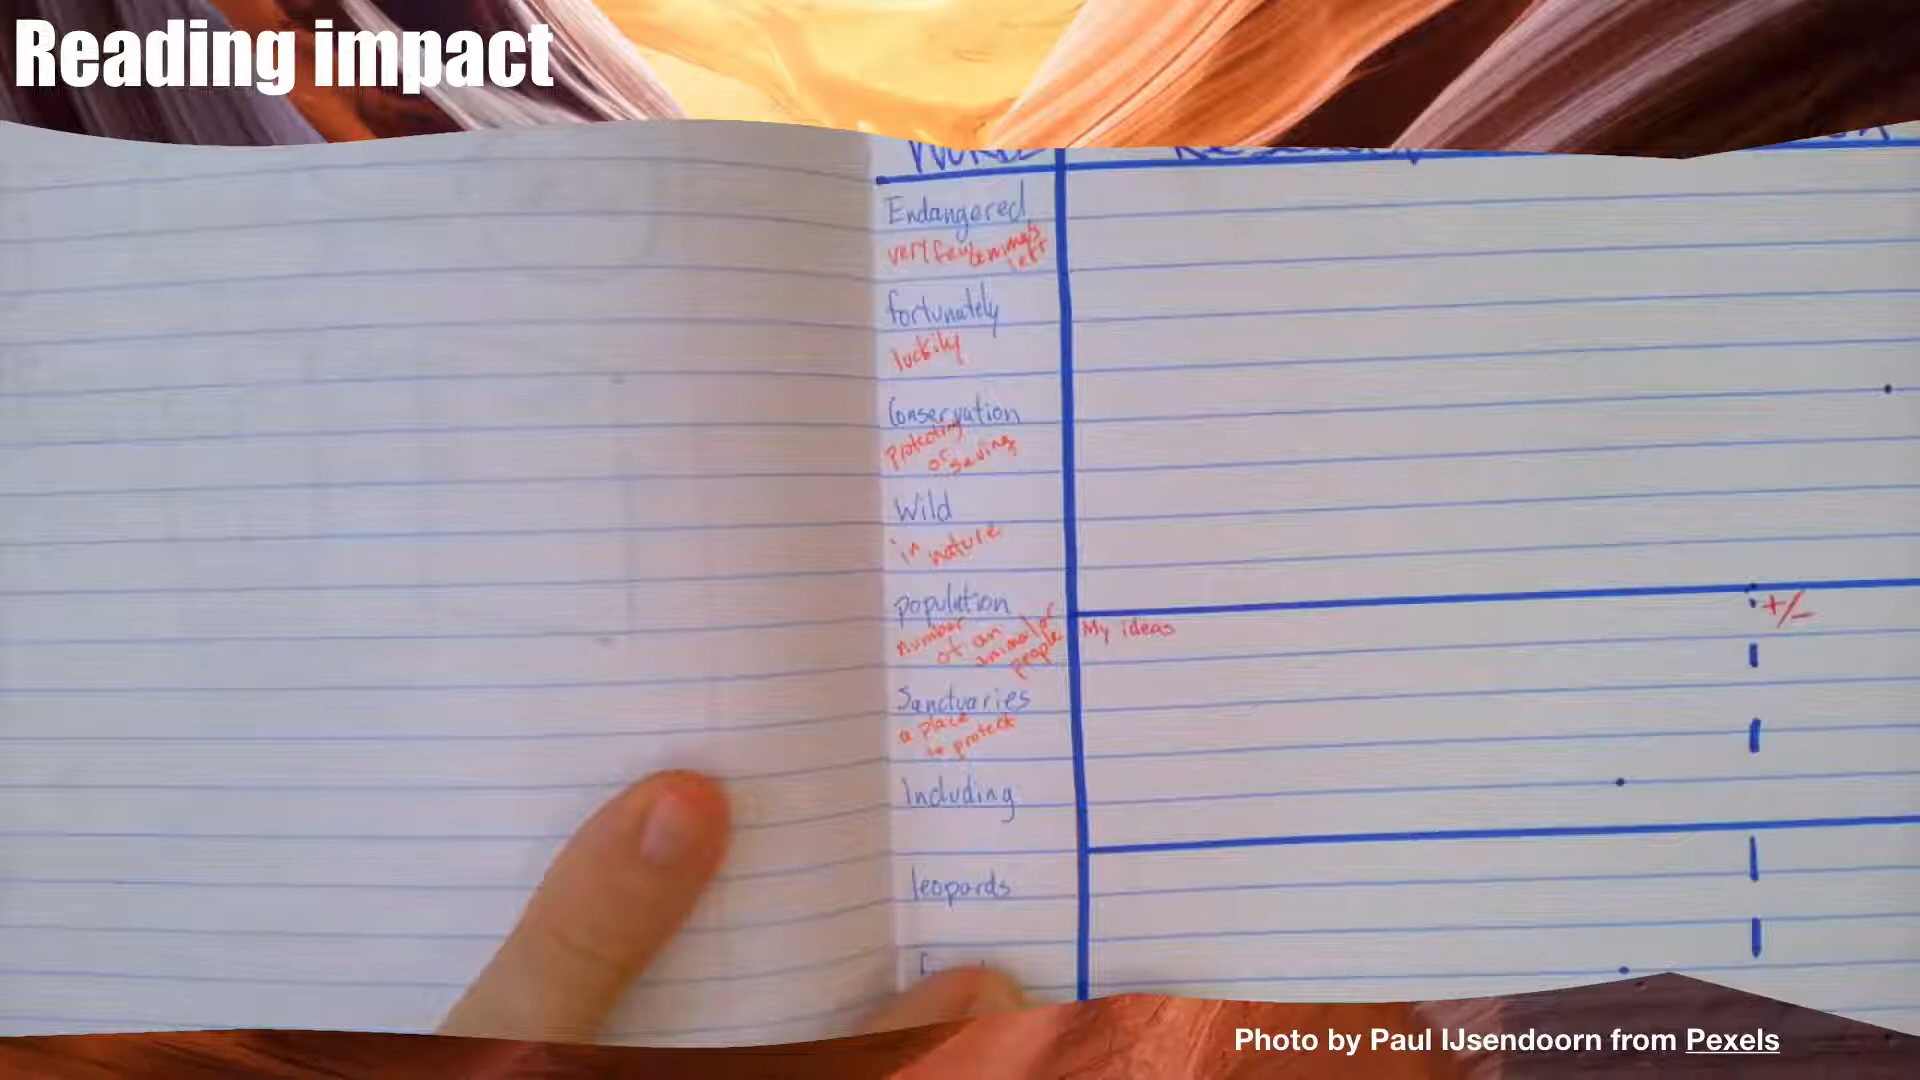 Reading impact
Endangered
very few animals
left
fortunately
luckily
Conservation
protecting
or saving
Wild
in nature
population
number
of an
animal or
people
Sanctuaries
a place
to protect
Including
leopards
My ideas
+/-
Photo by Paul IJsendoorn from Pexels